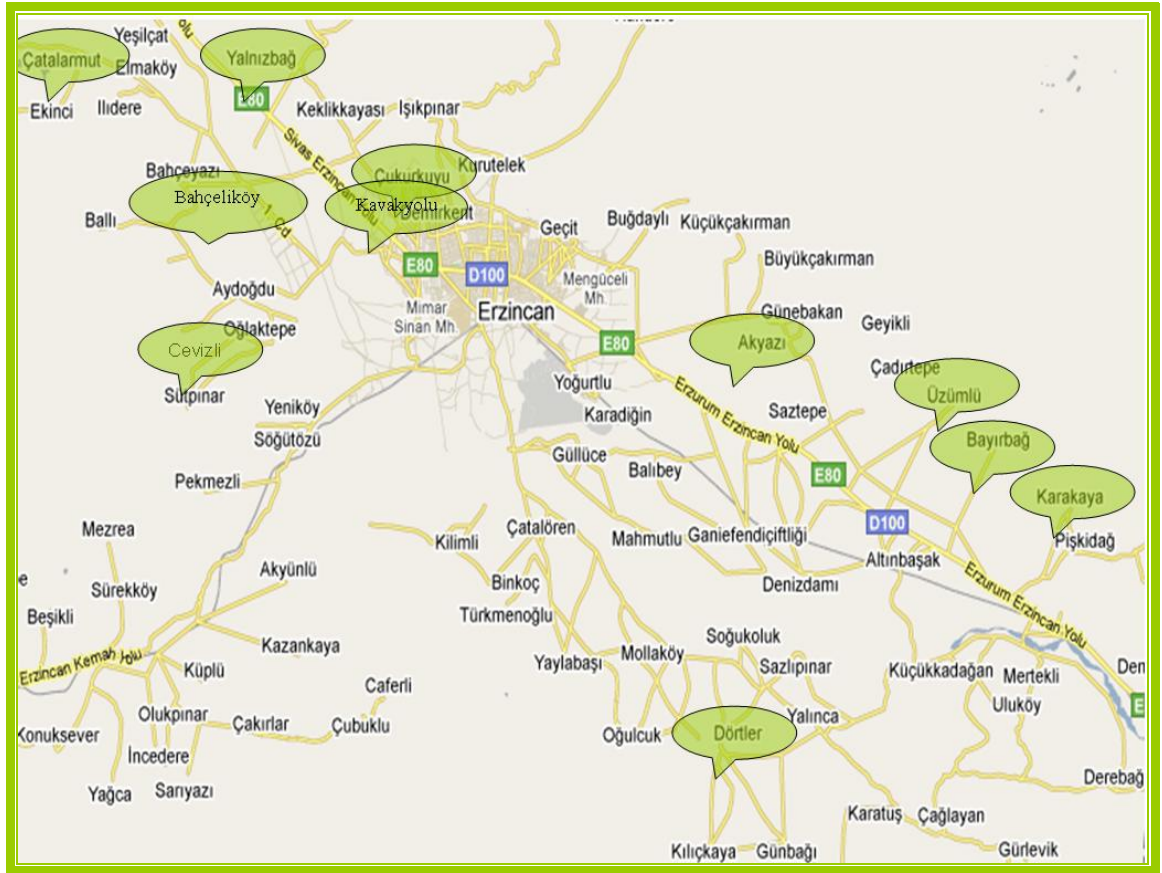 Yeşilçat
Çatalarmut
Elmaköy
Yalnızbağ
Ekinci
Ilıdere
E80
Keklikkayası
Işıkpınar
Sivas Erzincan Yolu
Bahçeyazı
Çukurkuyu
Kurutelek
Bahçeliköy
Kavakyolu
Demirkent
Ballı
1. Cd
Geçit
Buğdaylı
Küçükçakırman
Büyükçakırman
E80
D100
Mengüceli
Mh.
Aydoğdu
Mimar
Sinan Mh.
Erzincan
Oğlaktepe
Günebakan
Geyikli
Cevizli
E80
Akyazı
Çadırtepe
Sütpınar
Yoğurtlu
Üzümlü
Yeniköy
Karadiğin
Erzurum Erzincan Yolu
Saztepe
Söğütözü
Bayırbağ
Güllüce
Balıbey
E80
Pekmezli
Karakaya
Mezrea
Kilimli
Çatalören
Mahmutlu
Ganiefendiçiftliği
D100
Pişkidağ
Altınbaşak
Akyünlü
Binkoç
Denizdamı
Erzurum Erzincan Yolu
Sürekköy
Beşikli
Türkmenoğlu
Kazankaya
Soğukoluk
Erzincan Kemah Yolu
Küplü
Yaylabaşı
Mollaköy
Sazlıpınar
Küçükkadağan
Mertekli
Den
Caferli
Uluköy
E
Olukpınar
Çakırlar
Çubuklu
Yalınca
Konuksever
Oğulcuk
Dörtler
İncedere
Derebağ
Yağca
Sarıyazı
Karatuş
Çağlayan
Kılıçkaya
Günbağı
Gürlevik